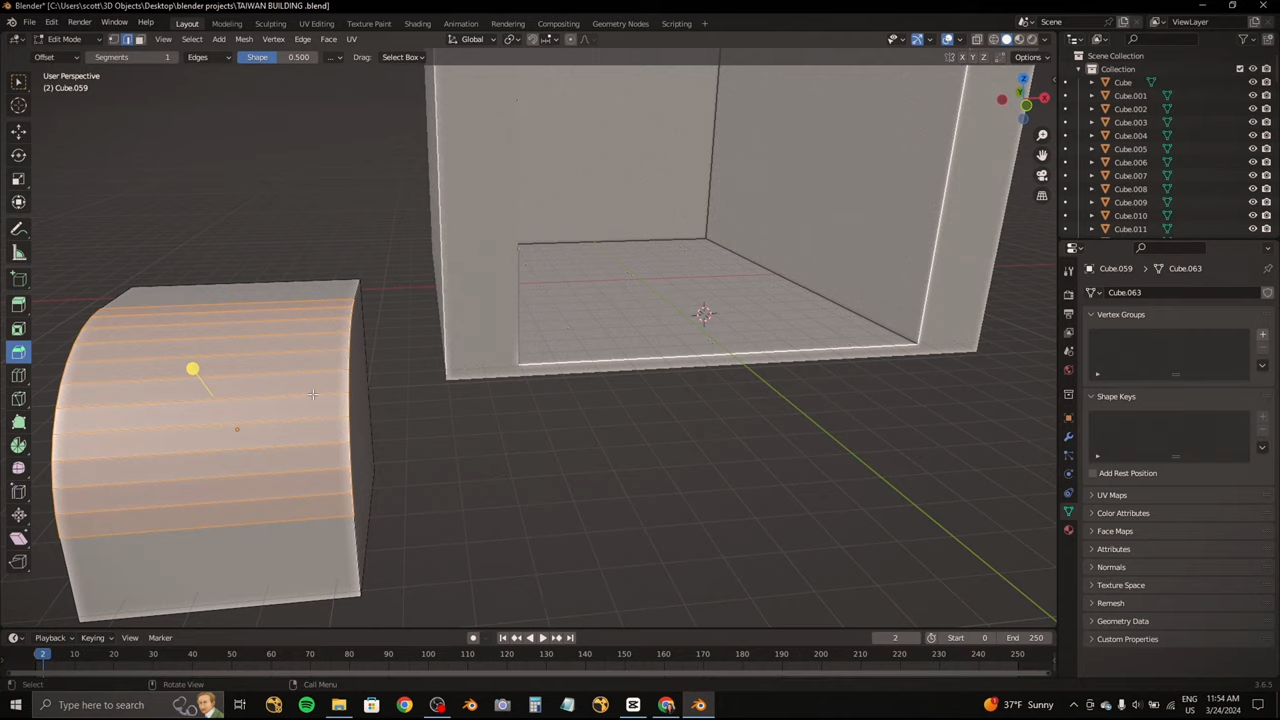 Blender* [C:\Users\scott\3D Objects\Desktop\blender projects\TAIWAN BUILDING .blend]
File Edit Render Window Help
Layout Modeling Sculpting UV Editing Texture Paint Shading Animation Rendering Compositing Geometry Nodes Scripting +
Scene
ViewLayer
Edit Mode View Select Add Mesh Vertex Edge Face UV Global
Offset Segments 1 Edges Shape 0.500 ... Drag: Select Box X Y Z Options
User Perspective
(2) Cube.059
Z
Y
X
Scene Collection
Collection
Cube
Cube.001
Cube.002
Cube.003
Cube.004
Cube.005
Cube.006
Cube.007
Cube.008
Cube.009
Cube.010
Cube.011
Cube.059 > Cube.063
Cube.063
Vertex Groups
Shape Keys
Add Rest Position
UV Maps
Color Attributes
Face Maps
Attributes
Normals
Texture Space
Remesh
Geometry Data
Custom Properties
Playback Keying View Marker 2 Start 0 End 250
2 10 20 30 40 50 60 70 80 90 100 110 120 130 140 150 160 170 180 190 200 210 220 230 240 250
Select Rotate View Call Menu 3.6.5
Type here to search
37°F Sunny
ENG
US
11:54 AM
3/24/2024